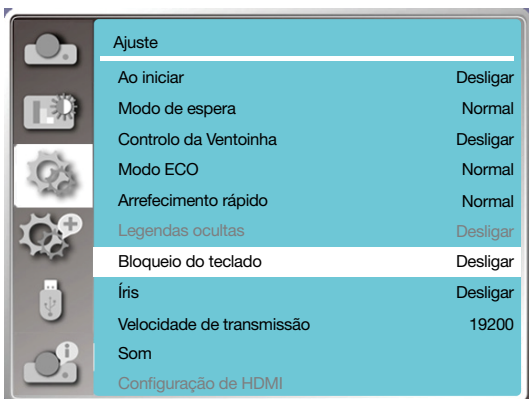 Ajuste
Ao iniciar Desligar
Modo de espera Normal
Controlo da Ventoinha Desligar
Modo ECO Normal
Arrefecimento rápido Normal
Legendas ocultas Desligar
Bloqueio do teclado Desligar
Íris Desligar
Velocidade de transmissão 19200
Som
Configuração de HDMI